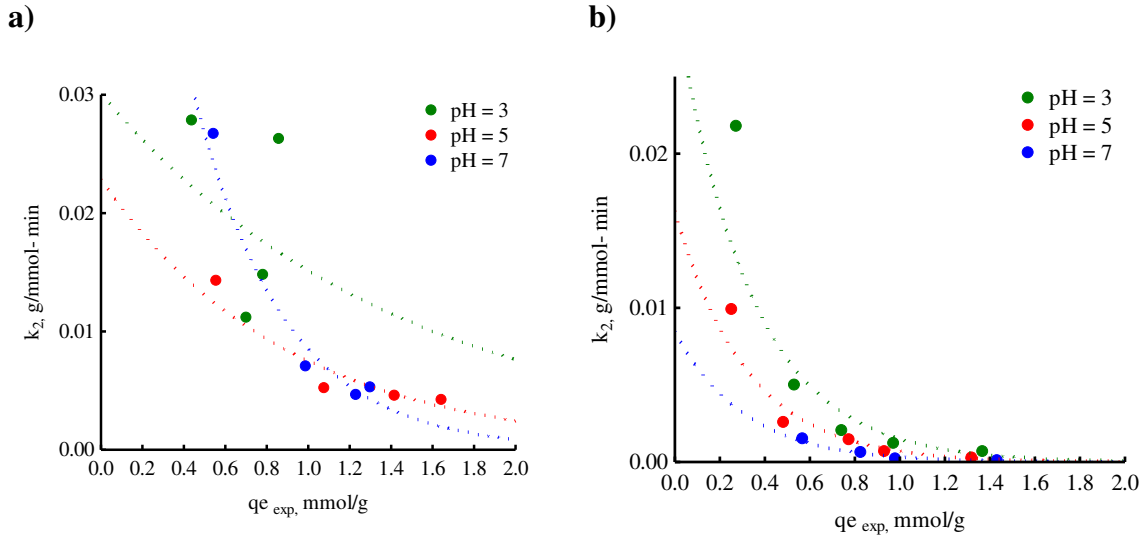 a)
0.03
0.02
0.01
0.00
k2, g/mmol- min
0.0 0.2 0.4 0.6 0.8 1.0 1.2 1.4 1.6 1.8 2.0
qe exp, mmol/g
pH = 3
pH = 5
pH = 7
b)
0.02
0.01
0.00
k2, g/mmol- min
0.0 0.2 0.4 0.6 0.8 1.0 1.2 1.4 1.6 1.8 2.0
qe exp, mmol/g
pH = 3
pH = 5
pH = 7